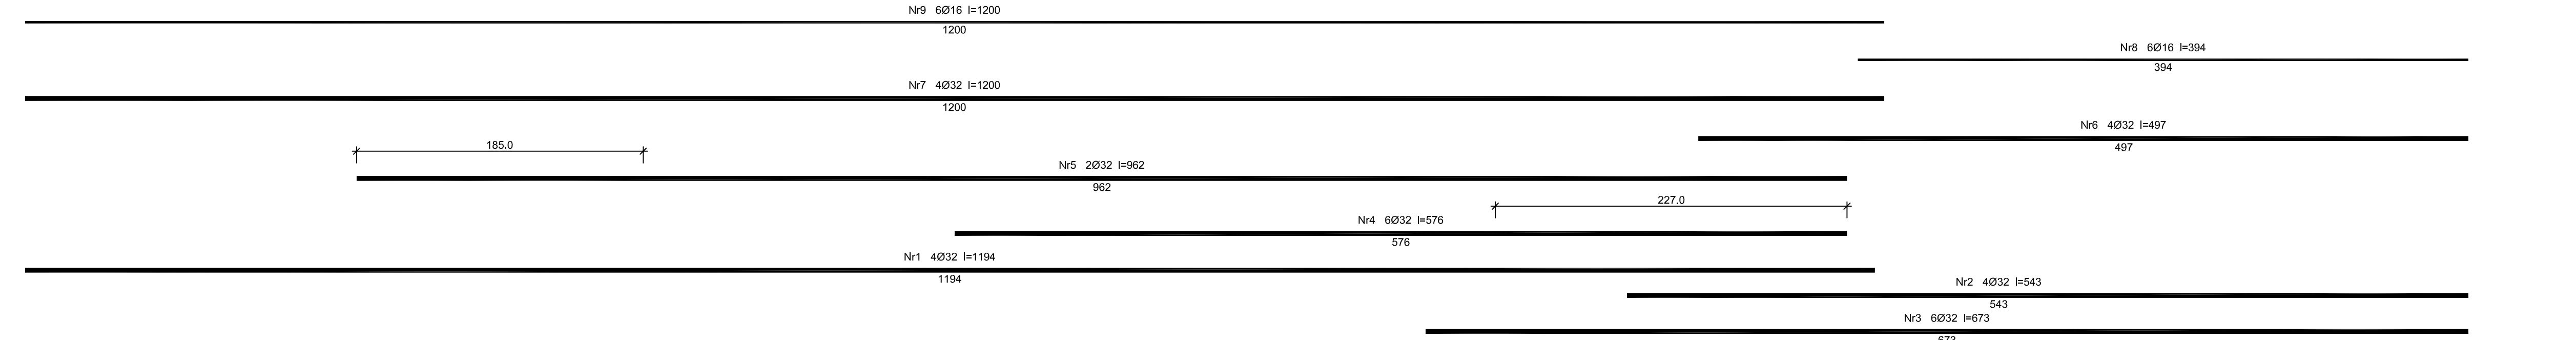 Nr9 6Ø16 l=1200
1200
Nr8 6Ø16 l=394
394
Nr7 4Ø32 l=1200
1200
Nr6 4Ø32 l=497
497
185.0
Nr5 2Ø32 l=962
962
227.0
Nr4 6Ø32 l=576
576
Nr1 4Ø32 l=1194
1194
Nr2 4Ø32 l=543
543
Nr3 6Ø32 l=673
673